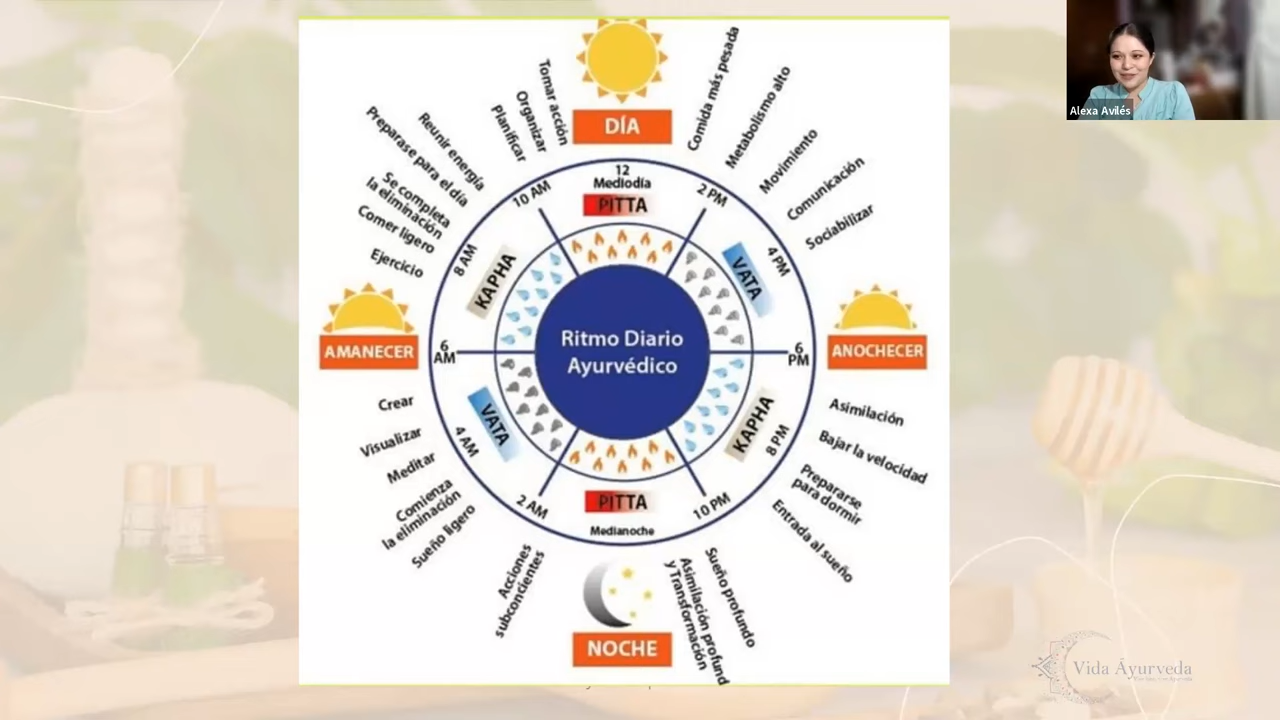 Alexa Avilés
DÍA
Tomar acción
Organizar
Planificar
Reunir energía
Prepararse para el día
Se completa
la eliminación
Comer ligero
Ejercicio
Comida más pesada
Metabolismo alto
Movimiento
Comunicación
Sociabilizar
12
Mediodía
PITTA
10 AM
2 PM
8 AM
4 PM
KAPHA
VATA
AMANECER
6
AM
Ritmo Diario
Ayurvédico
6
PM
ANOCHECER
VATA
KAPHA
4 AM
8 PM
2 AM
10 PM
PITTA
Medianoche
Crear
Visualizar
Meditar
Comienza
la eliminación
Sueño ligero
Acciones
subconcientes
Asimilación
Bajar la velocidad
Prepararse
para dormir
Entrada al sueño
Sueño profundo
Asimilación profund
y Transformación
NOCHE
Vida Äyurveda